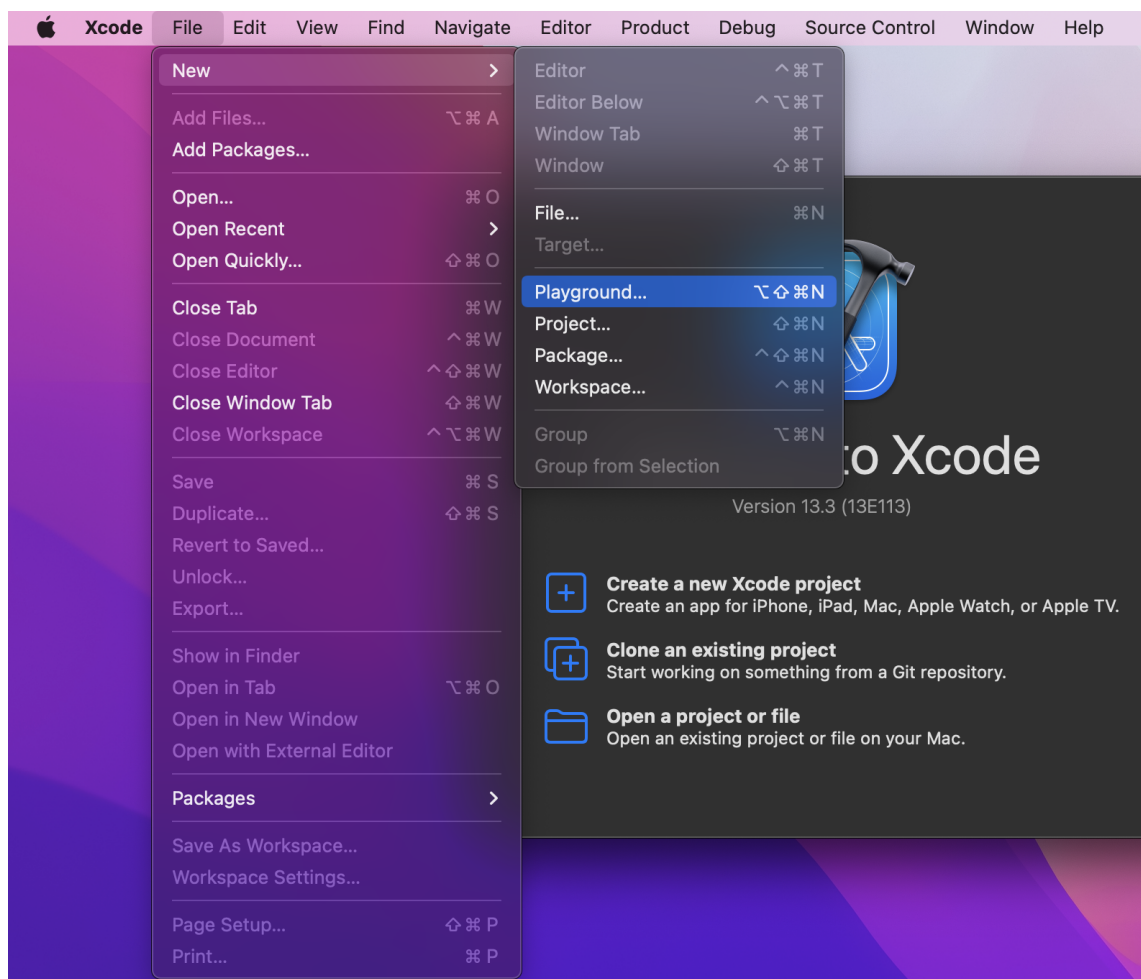 Xcode File Edit View Find Navigate Editor Product Debug Source Control Window Help
New >
Add Files... ⌥⌘A
Add Packages...
Open... ⌘O
Open Recent >
Open Quickly... ⇧⌘O
Close Tab ⌘W
Close Document ^⌘W
Close Editor ^⇧⌘W
Close Window Tab ⇧⌘W
Close Workspace ^⌥⌘W
Save ⌘S
Duplicate... ⇧⌘S
Revert to Saved...
Unlock...
Export...
Show in Finder
Open in Tab ⌥⌘O
Open in New Window
Open with External Editor
Packages >
Save As Workspace...
Workspace Settings...
Page Setup... ⇧⌘P
Print... ⌘P
Editor ^⌘T
Editor Below ^⌥⌘T
Window Tab ⌘T
Window ⇧⌘T
File... ⌘N
Target...
Playground... ⌥⇧⌘N
Project... ⇧⌘N
Package... ^⇧⌘N
Workspace... ^⌘N
Group ⌥⌘N
Group from Selection
to Xcode
Version 13.3 (13E113)
Create a new Xcode project
Create an app for iPhone, iPad, Mac, Apple Watch, or Apple TV.
Clone an existing project
Start working on something from a Git repository.
Open a project or file
Open an existing project or file on your Mac.